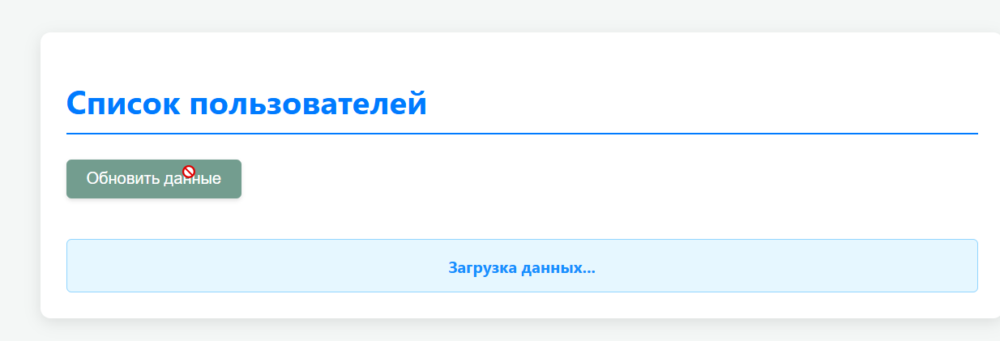 Список пользователей
Обновить данные
Загрузка данных...